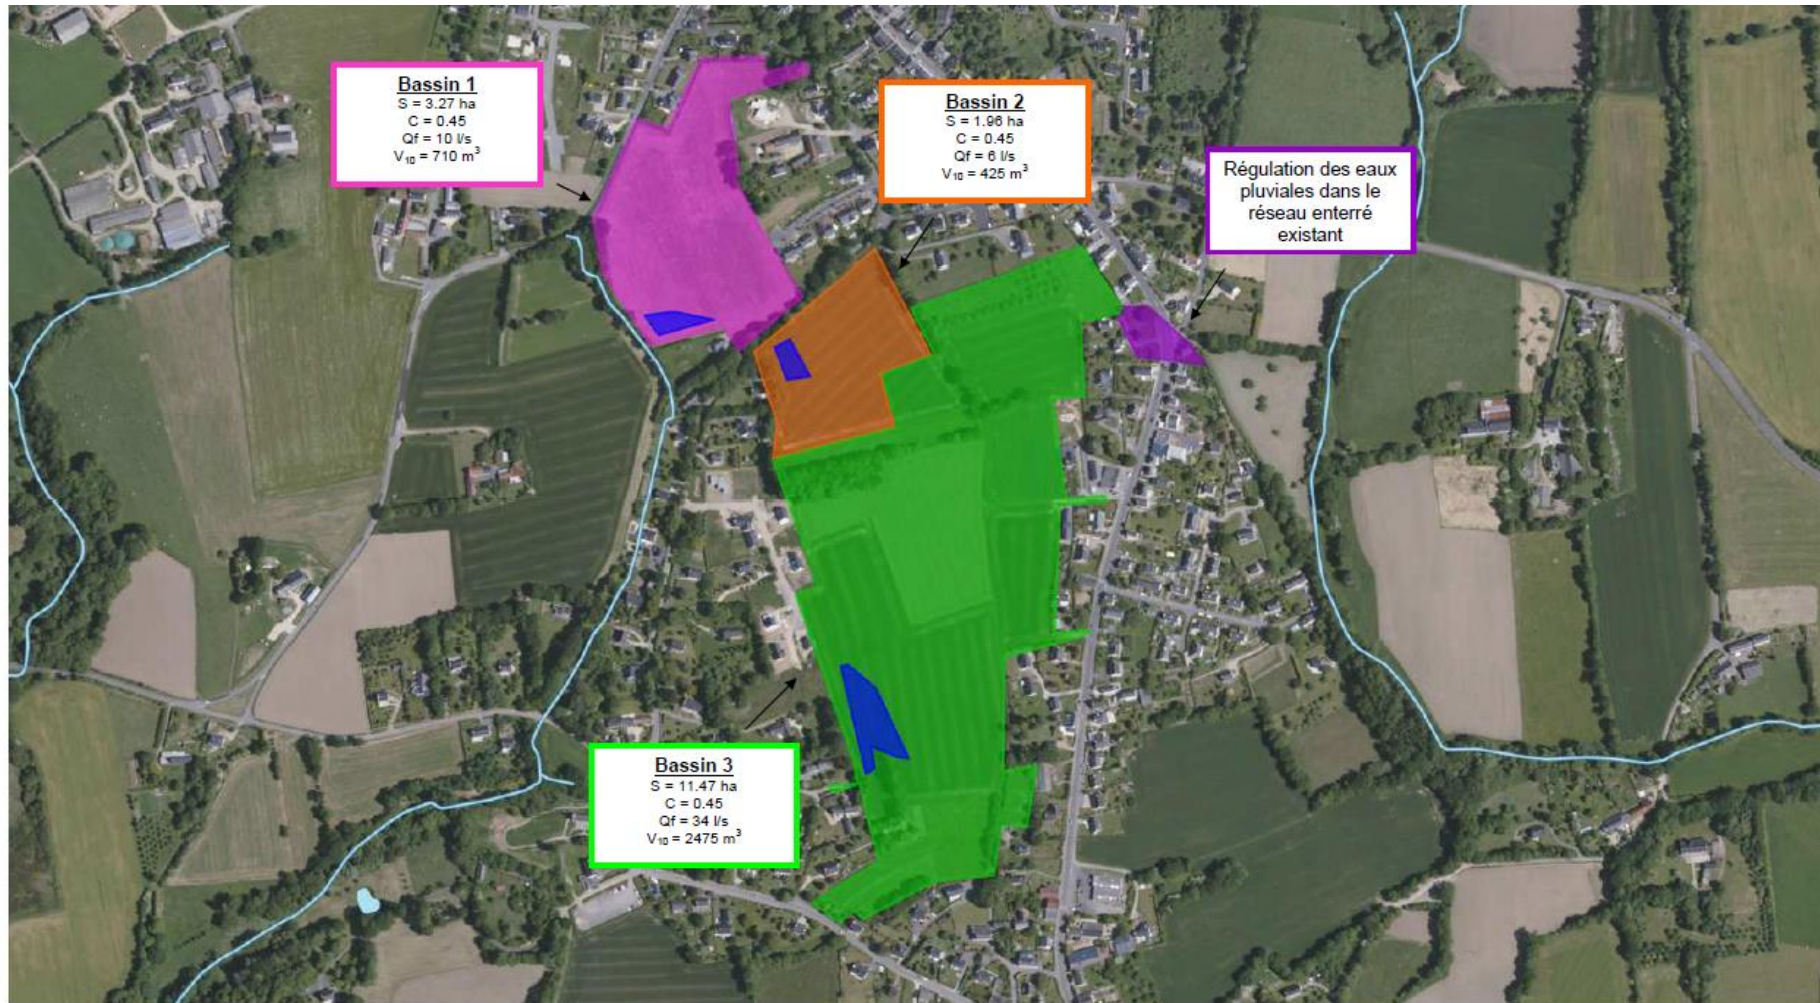 Bassin 1
S = 3.27 ha
C = 0.45
Qf = 10 l/s
V₁₀ = 710 m³
Bassin 2
S = 1.96 ha
C = 0.45
Qf = 6 l/s
V₁₀ = 425 m³
Régulation des eaux
pluviales dans le
réseau enterré
existant
Bassin 3
S = 11.47 ha
C = 0.45
Qf = 34 l/s
V₁₀ = 2475 m³